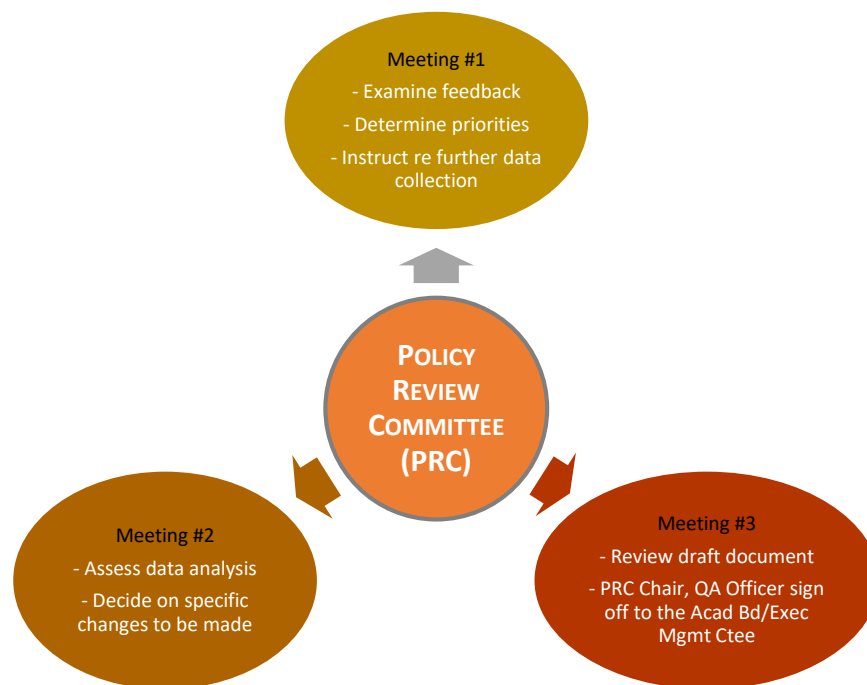 Meeting #1
- Examine feedback
- Determine priorities
- Instruct re further data
collection
POLICY
REVIEW
COMMITTEE
(PRC)
Meeting #2
- Assess data analysis
- Decide on specific
changes to be made
Meeting #3
- Review draft document
- PRC Chair, QA Officer sign
off to the Acad Bd/Exec
Mgmt Ctee